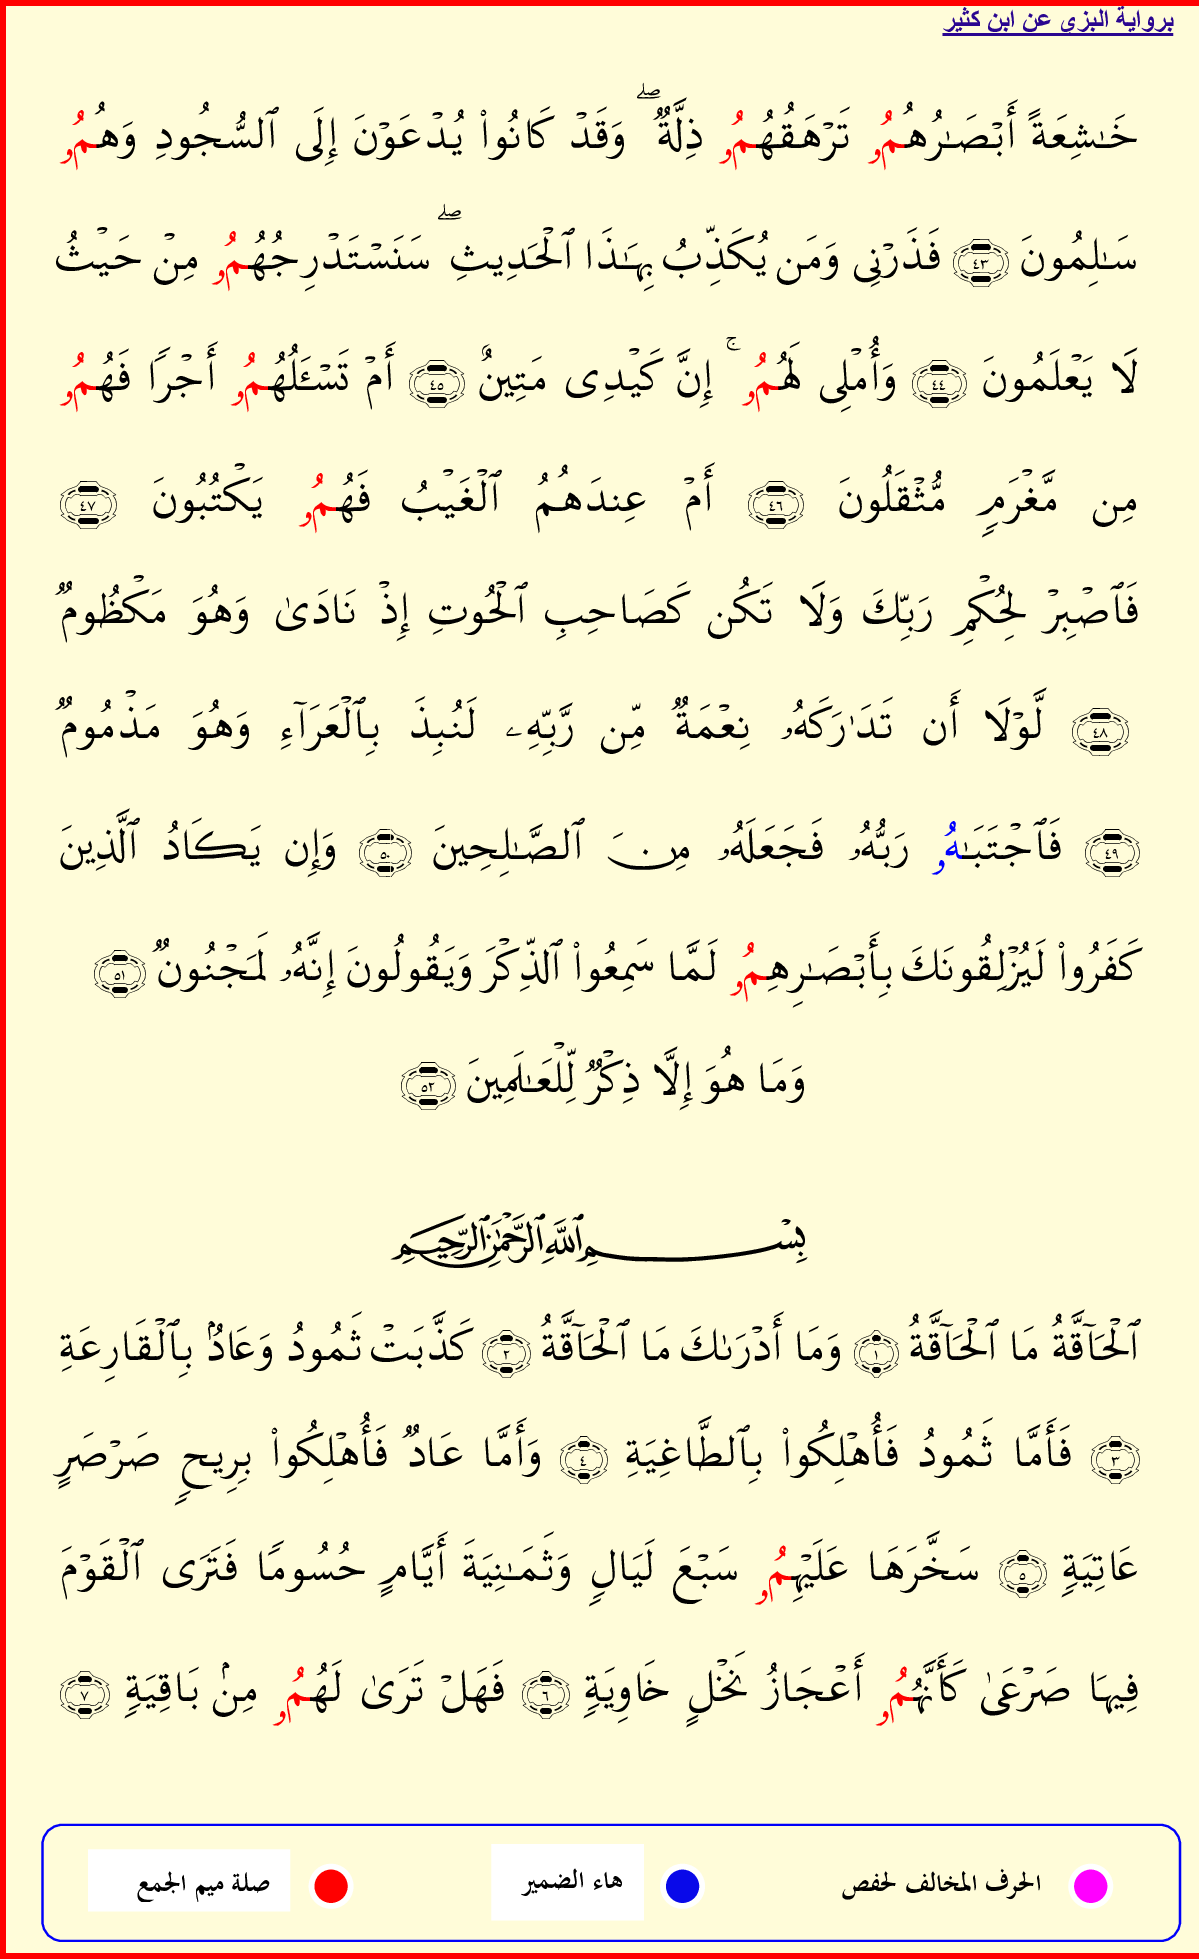 برواية البزي عن ابن كثير
خَـٰشِعَةً أَبْصَـٰرُهُمُۥ تَرْهَقُهُمُۥ ذِلَّةٌۖ وَقَدْ كَانُوا۟ يُدْعَوْنَ إِلَى ٱلسُّجُودِ وَهُمُۥ
سَـٰلِمُونَ ٤٣ فَذَرْنِى وَمَن يُكَذِّبُ بِهَـٰذَا ٱلْحَدِيثِۖ سَنَسْتَدْرِجُهُمُۥ مِنْ حَيْثُ
لَا يَعْلَمُونَ ٤٤ وَأُمْلِى لَهُمُۥۚ إِنَّ كَيْدِى مَتِينٌ ٤٥ أَمْ تَسْـَٔلُهُمُۥ أَجْرًا فَهُمُۥ
مِن مَّغْرَمٍ مُّثْقَلُونَ ٤٦ أَمْ عِندَهُمُ ٱلْغَيْبُ فَهُمُۥ يَكْتُبُونَ ٤٧
فَٱصْبِرْ لِحُكْمِ رَبِّكَ وَلَا تَكُن كَصَاحِبِ ٱلْحُوتِ إِذْ نَادَىٰ وَهُوَ مَكْظُومٌ
٤٨ لَّوْلَا أَن تَدَٰرَكَهُۥ نِعْمَةٌ مِّن رَّبِّهِۦ لَنُبِذَ بِٱلْعَرَآءِ وَهُوَ مَذْمُومٌ
٤٩ فَٱجْتَبَـٰهُۥ رَبُّهُۥ فَجَعَلَهُۥ مِنَ ٱلصَّـٰلِحِينَ ٥٠ وَإِن يَكَادُ ٱلَّذِينَ
كَفَرُوا۟ لَيُزْلِقُونَكَ بِأَبْصَـٰرِهِمُۥ لَمَّا سَمِعُوا۟ ٱلذِّكْرَ وَيَقُولُونَ إِنَّهُۥ لَمَجْنُونٌ ٥١
وَمَا هُوَ إِلَّا ذِكْرٌ لِّلْعَـٰلَمِينَ ٥٢
بِسْمِ ٱللَّهِ ٱلرَّحْمَـٰنِ ٱلرَّحِيمِ
ٱلْحَآقَّةُ مَا ٱلْحَآقَّةُ ١ وَمَا أَدْرَىٰكَ مَا ٱلْحَآقَّةُ ٢ كَذَّبَتْ ثَمُودُ وَعَادٌۢ بِٱلْقَارِعَةِ
٣ فَأَمَّا ثَمُودُ فَأُهْلِكُوا۟ بِٱلطَّاغِيَةِ ٤ وَأَمَّا عَادٌ فَأُهْلِكُوا۟ بِرِيحٍ صَرْصَرٍ
عَاتِيَةٍ ٥ سَخَّرَهَا عَلَيْهِمُۥ سَبْعَ لَيَالٍ وَثَمَـٰنِيَةَ أَيَّامٍ حُسُومًا فَتَرَى ٱلْقَوْمَ
فِيهَا صَرْعَىٰ كَأَنَّهُمُۥ أَعْجَازُ نَخْلٍ خَاوِيَةٍ ٦ فَهَلْ تَرَىٰ لَهُمُۥ مِنۢ بَاقِيَةٍ ٧
الحرف المخالف لحفص هاء الضمير صلة ميم الجمع